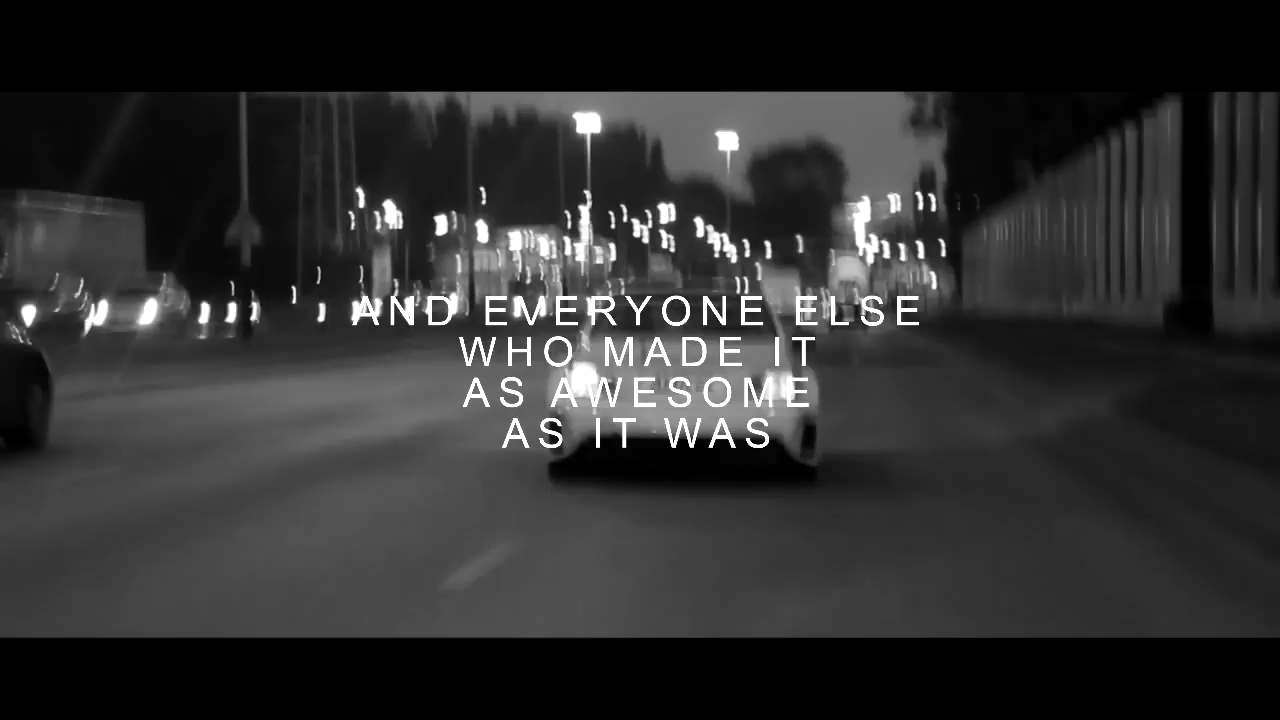 AND EVERYONE ELSE
WHO MADE IT
AS AWESOME
AS IT WAS